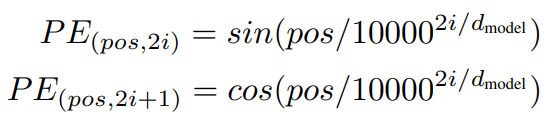 PE_(pos,2i) = sin(pos/10000^{2i/d_model})
PE_(pos,2i+1) = cos(pos/10000^{2i/d_model})